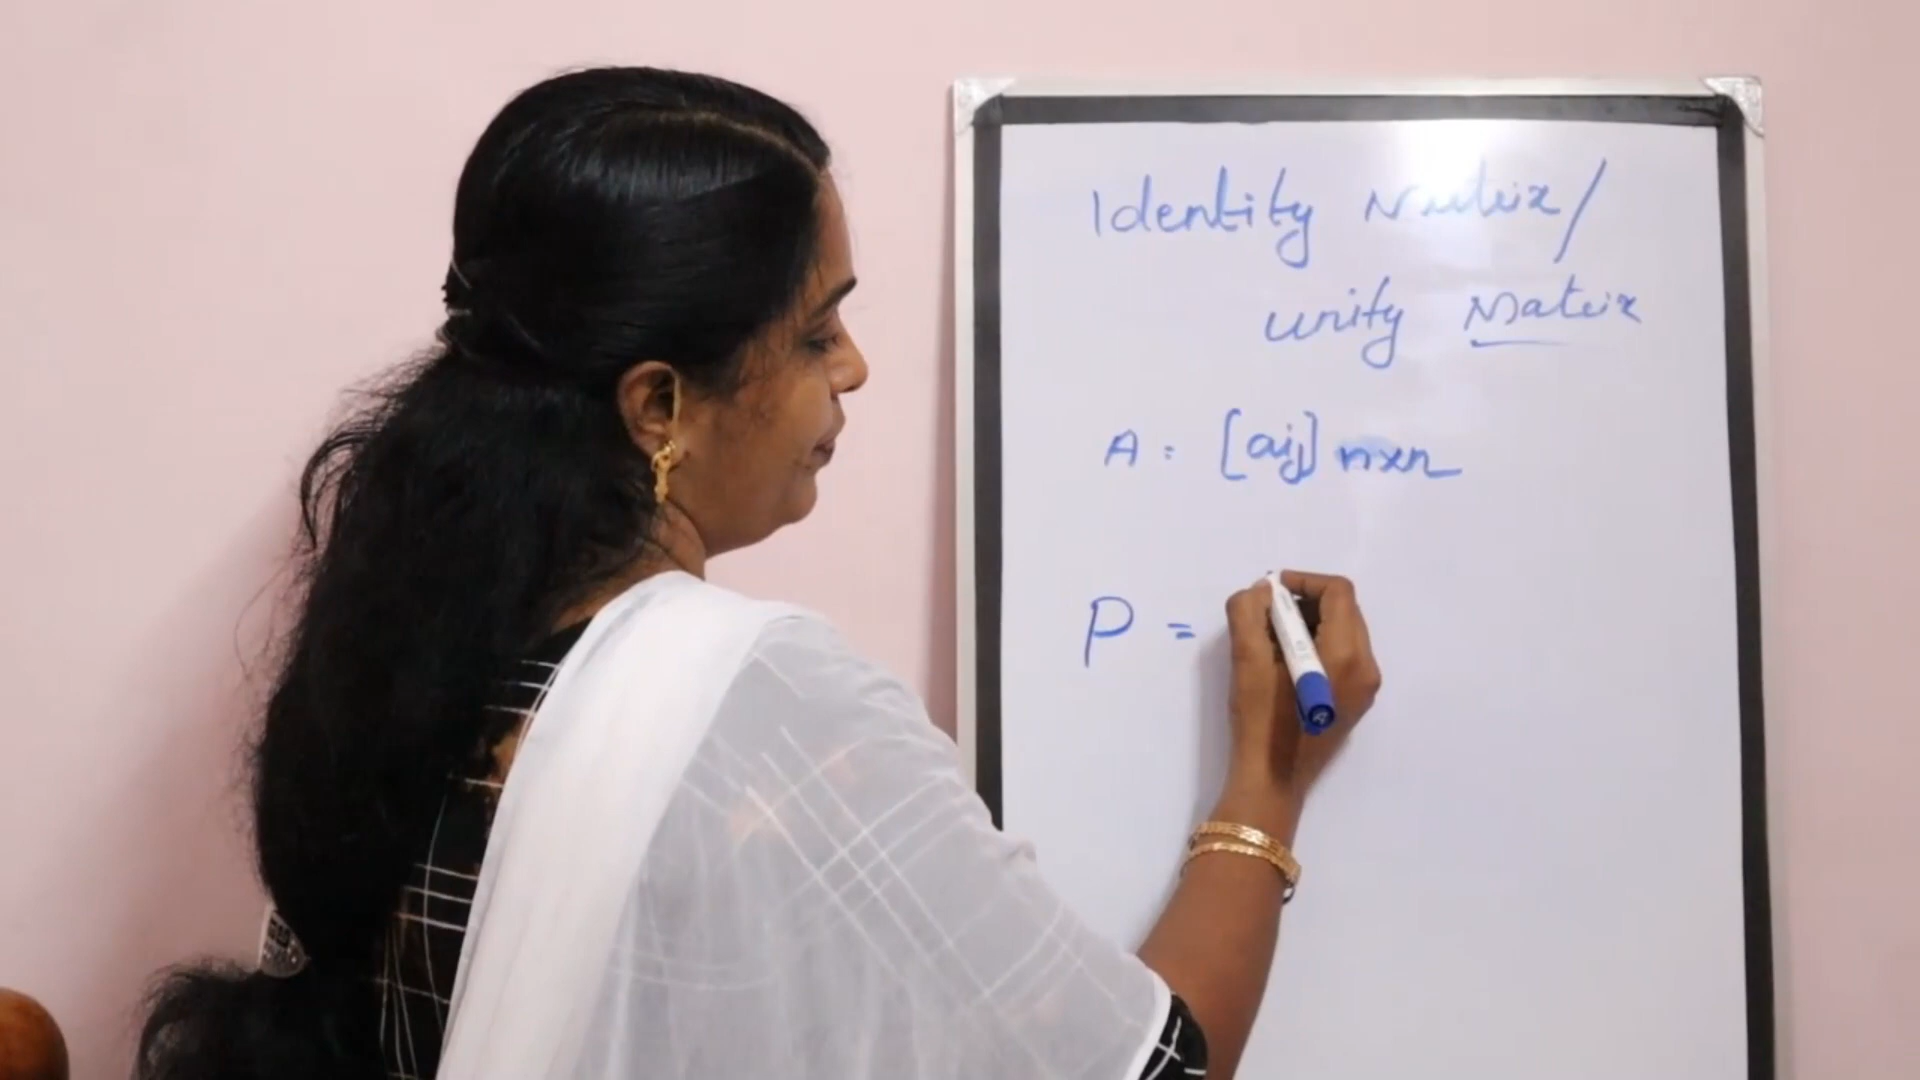 Identity Matrix/
unity Matrix
A = [aij] nxn
P =